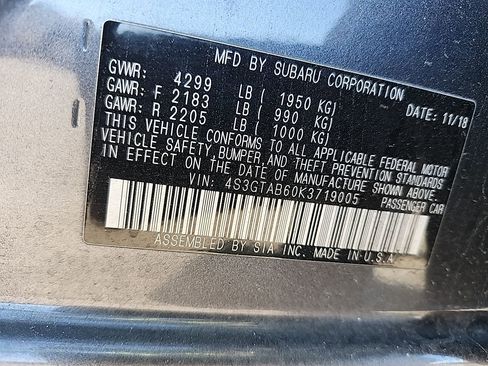 MFD BY SUBARU CORPORATION
GVWR: 4299 LB ( 1950 KG) DATE: 11/18
GAWR: F 2183 LB ( 990 KG)
GAWR: R 2205 LB ( 1000 KG)
THIS VEHICLE CONFORMS TO ALL APPLICABLE FEDERAL MOTOR
VEHICLE SAFETY, BUMPER, AND THEFT PREVENTION STANDARDS
IN EFFECT ON THE DATE OF MANUFACTURE SHOWN ABOVE.
VIN: 4S3GTAB60K3719005 PASSENGER CAR
ASSEMBLED BY SIA INC. MADE IN U.S.A.